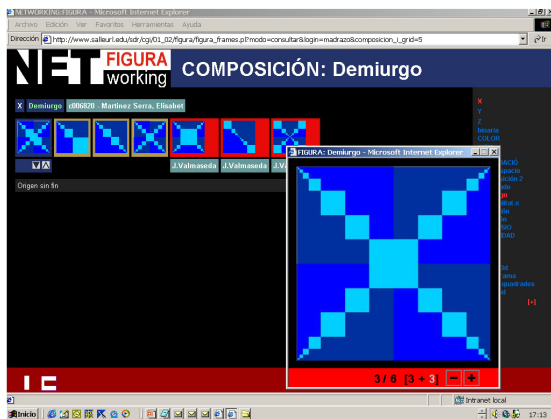 NETWORKING:FIGURA - Microsoft Internet Explorer
Archivo Edición Ver Favoritos Herramientas Ayuda
Dirección http://www.salleurl.edu/sdr/cgi/01_02/figura/figura_frames.pl?modo=consultar&login=madrazo&composicion_i_grid=5
NET FIGURA working COMPOSICIÓN: Demiurgo
X Demiurgo c006820 - Martinez Serra, Elisabet
X
Y
Z
binaria
COLOR
J.Valmaseda J.Valmaseda
Origen sin fin
FIGURA: Demiurgo - Microsoft Internet Explorer
3 / 6 [3 + 3] - +
[+]
Intranet local
Inicio 17:13